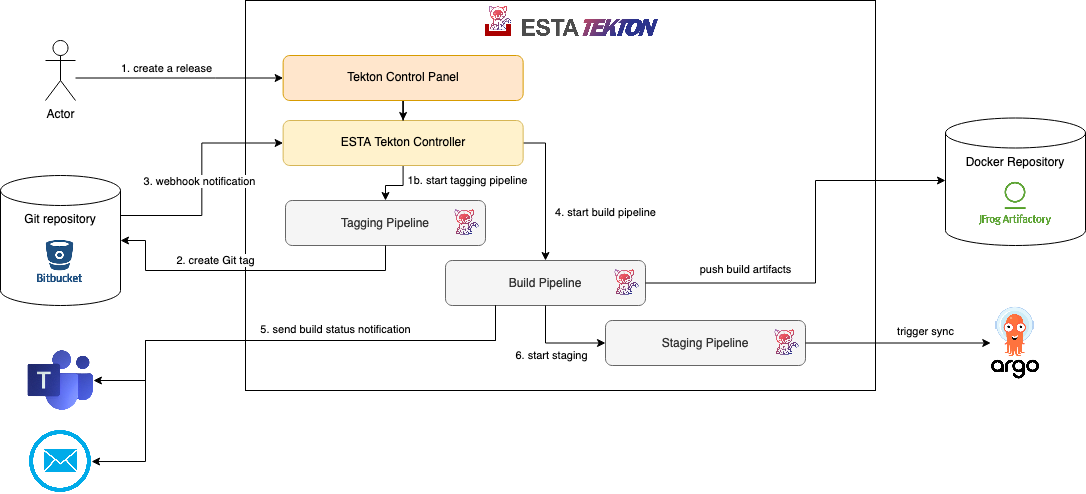 ESTA TEKTON
1. create a release
Tekton Control Panel
Actor
ESTA Tekton Controller
Docker Repository
3. webhook notification
1b. start tagging pipeline
JFrog Artifactory
Git repository
Tagging Pipeline
4. start build pipeline
Bitbucket
2. create Git tag
push build artifacts
Build Pipeline
5. send build status notification
trigger sync
Staging Pipeline
6. start staging
argo
T